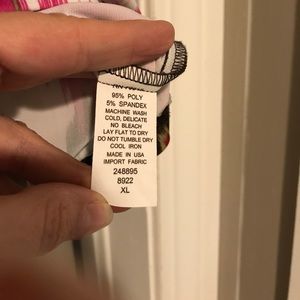 95% POLY
5% SPANDEX
MACHINE WASH
COLD, DELICATE
NO BLEACH
LAY FLAT TO DRY
DO NOT TUMBLE DRY
COOL IRON
MADE IN USA
IMPORT FABRIC
248895
8922
XL